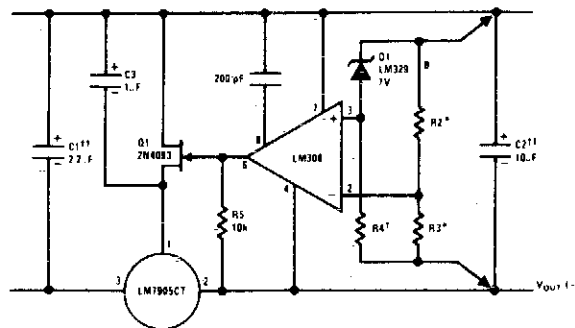 C3
1µF
200 pF
D1
LM329
7V
B
R2*
C1††
2.2µF
Q1
2N4093
8
7
3
+
LM308
6
4
2
−
C2††
10µF
R5
10k
R4†
R3*
1
3
LM7905CT
2
VOUT (-